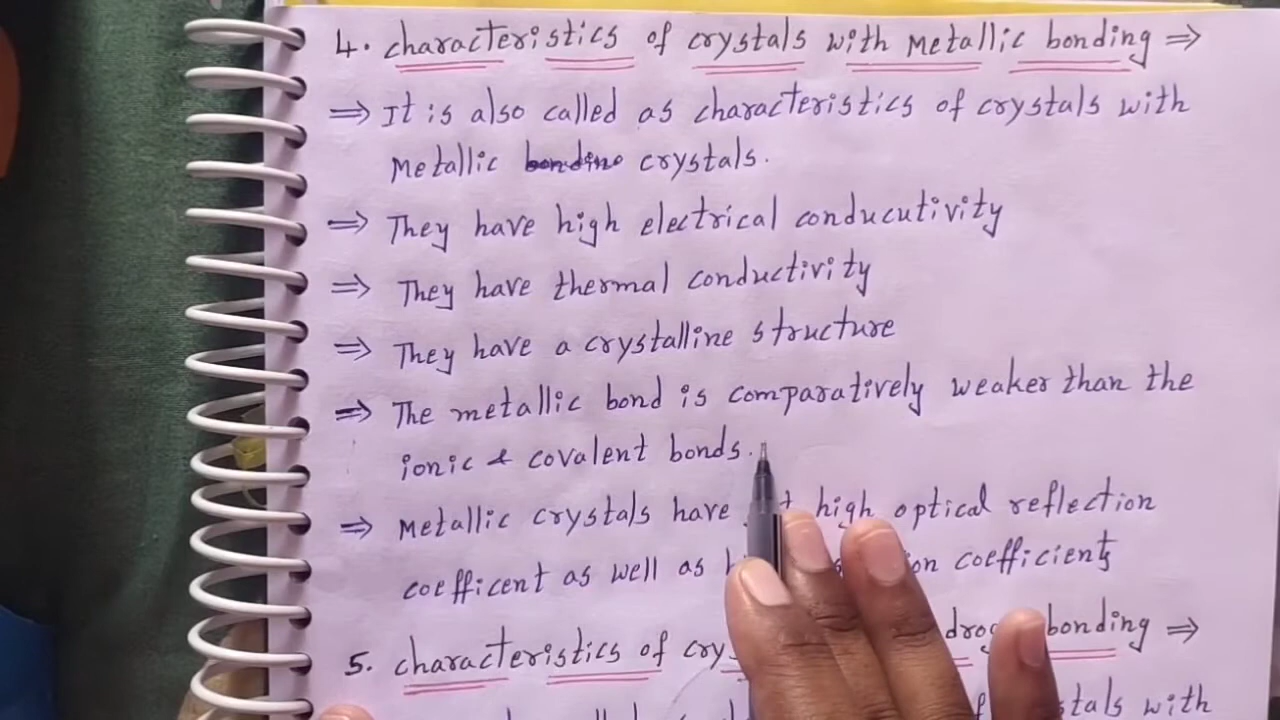 4. characteristics of crystals with Metallic bonding ⇒
⇒ It is also called as characteristics of crystals with
Metallic crystals.
⇒ They have high electrical conducutivity
⇒ They have thermal conductivity
⇒ They have a crystalline structure
⇒ The metallic bond is comparatively weaker than the
ionic & covalent bonds.
⇒ Metallic crystals have high optical reflection
coefficent as well as coefficients
5. characteristics of bonding ⇒
with